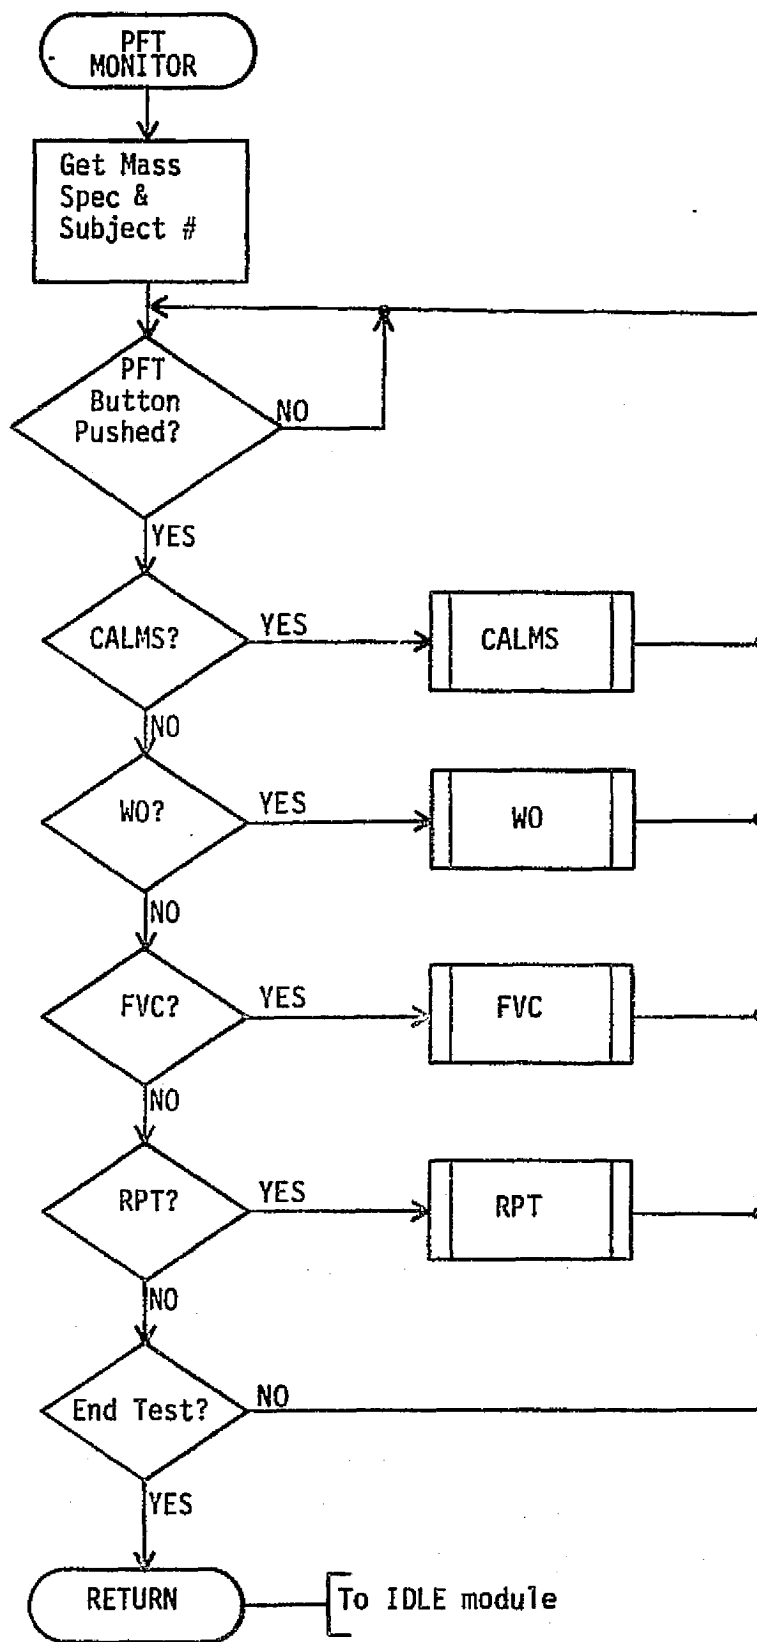 PFT
MONITOR
Get Mass
Spec &
Subject #
PFT
Button
Pushed?
NO
YES
CALMS?
YES
CALMS
NO
WO?
YES
WO
NO
FVC?
YES
FVC
NO
RPT?
YES
RPT
NO
End Test?
NO
YES
RETURN
To IDLE module